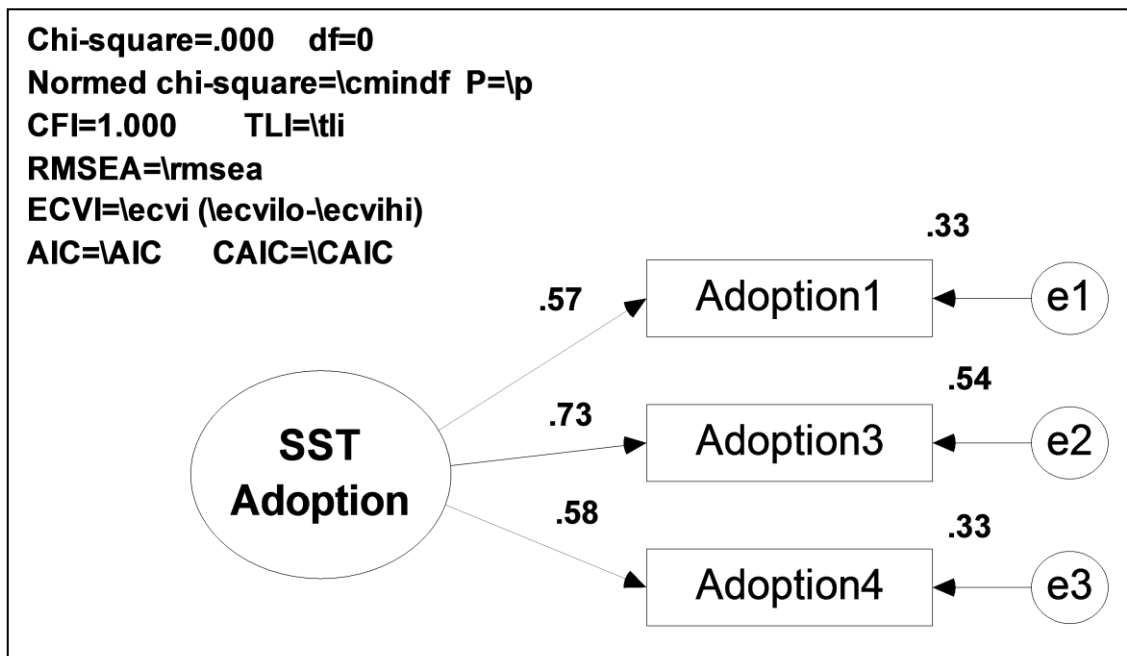 Chi-square=.000 df=0
Normed chi-square=\cmindf P=\p
CFI=1.000 TLI=\tli
RMSEA=\rmsea
ECVI=\ecvi (\ecvilo-\ecvihi)
AIC=\AIC CAIC=\CAIC
.33
.57
Adoption1
e1
.54
.73
Adoption3
e2
SST
Adoption
.58
.33
Adoption4
e3